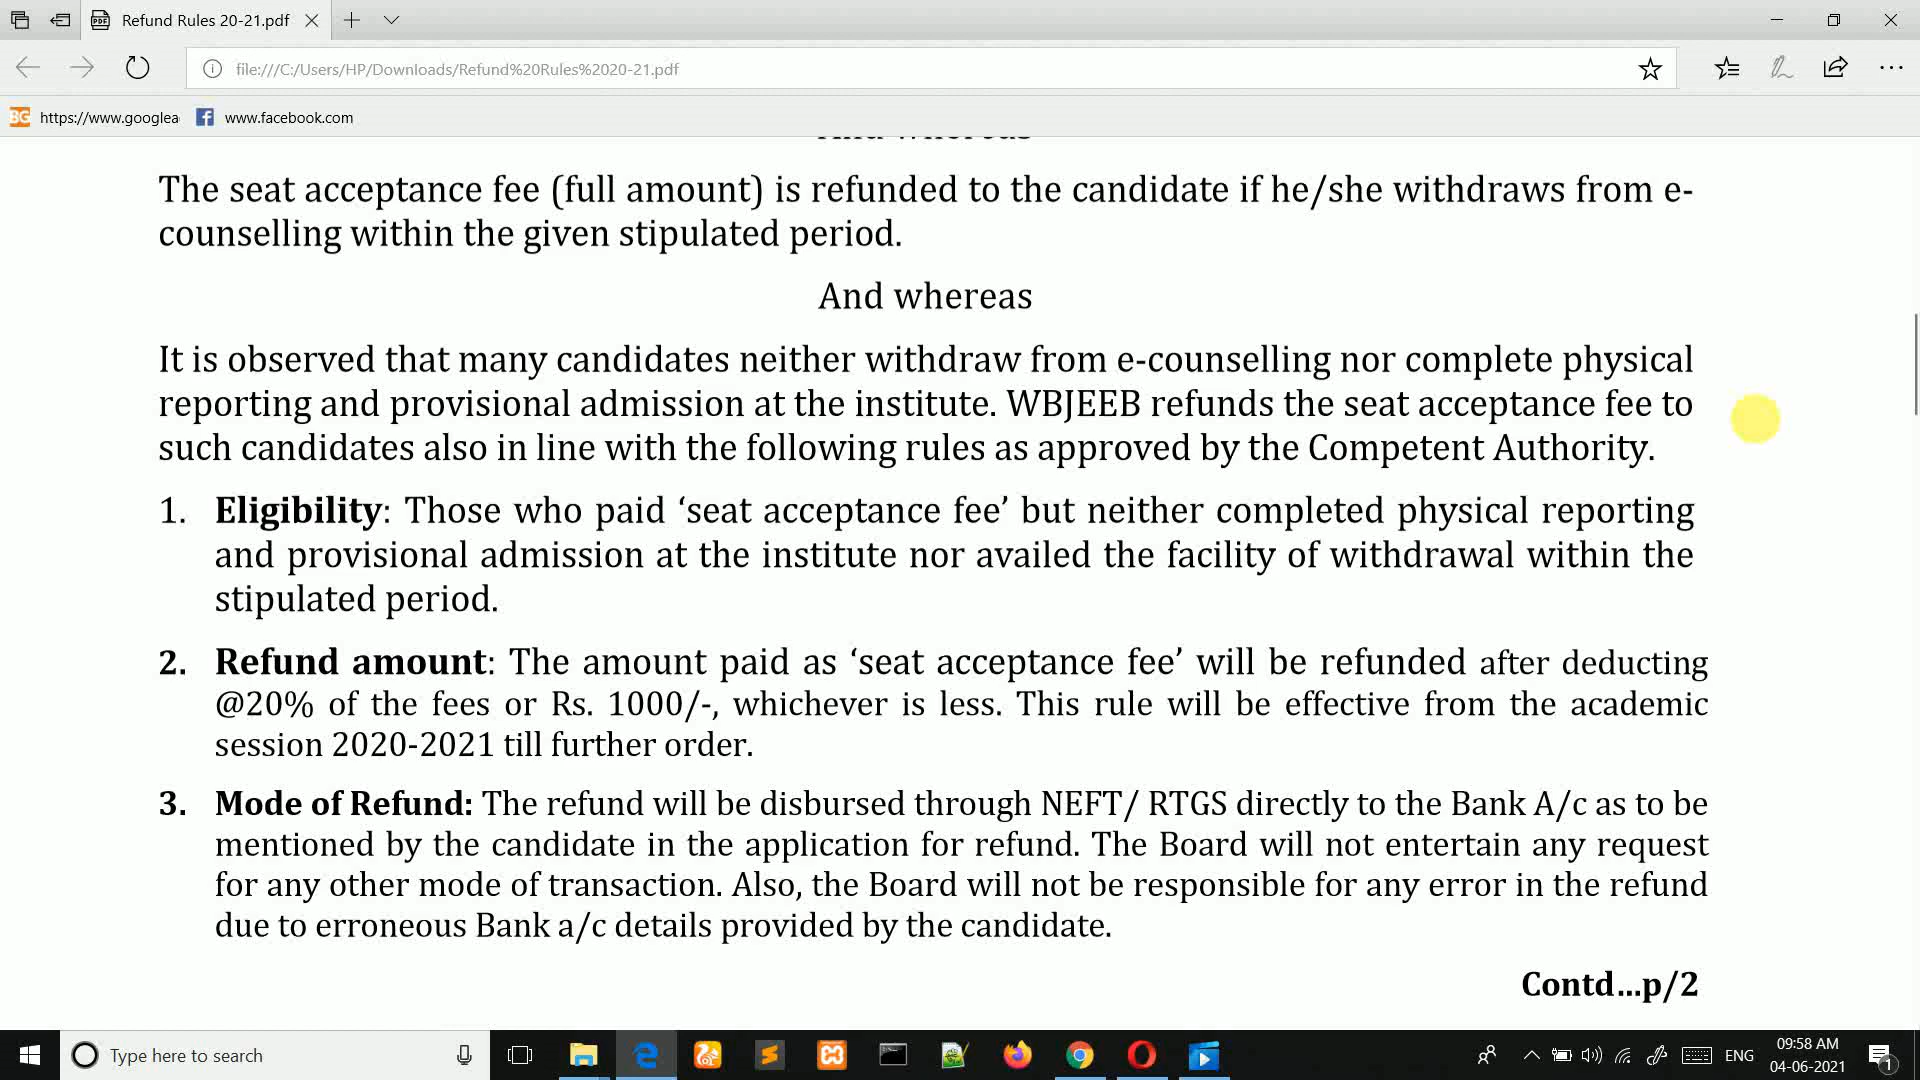 Refund Rules 20-21.pdf
file:///C:/Users/HP/Downloads/Refund%20Rules%2020-21.pdf
https://www.googlea
www.facebook.com
The seat acceptance fee (full amount) is refunded to the candidate if he/she withdraws from e-
counselling within the given stipulated period.
And whereas
It is observed that many candidates neither withdraw from e-counselling nor complete physical
reporting and provisional admission at the institute. WBJEEB refunds the seat acceptance fee to
such candidates also in line with the following rules as approved by the Competent Authority.
1. Eligibility: Those who paid ‘seat acceptance fee’ but neither completed physical reporting
and provisional admission at the institute nor availed the facility of withdrawal within the
stipulated period.
2. Refund amount: The amount paid as ‘seat acceptance fee’ will be refunded after deducting
@20% of the fees or Rs. 1000/-, whichever is less. This rule will be effective from the academic
session 2020-2021 till further order.
3. Mode of Refund: The refund will be disbursed through NEFT/ RTGS directly to the Bank A/c as to be
mentioned by the candidate in the application for refund. The Board will not entertain any request
for any other mode of transaction. Also, the Board will not be responsible for any error in the refund
due to erroneous Bank a/c details provided by the candidate.
Contd...p/2
Type here to search
ENG
09:58 AM
04-06-2021
1